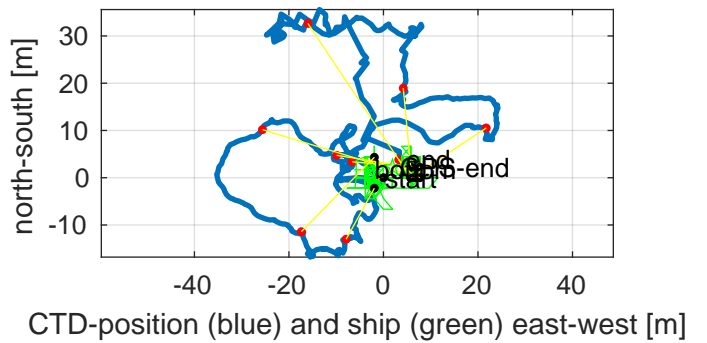 north-south [m]
30
20
10
0
-10
end
-end
start
-40
-20
0
20
40
CTD-position (blue) and ship (green) east-west [m]